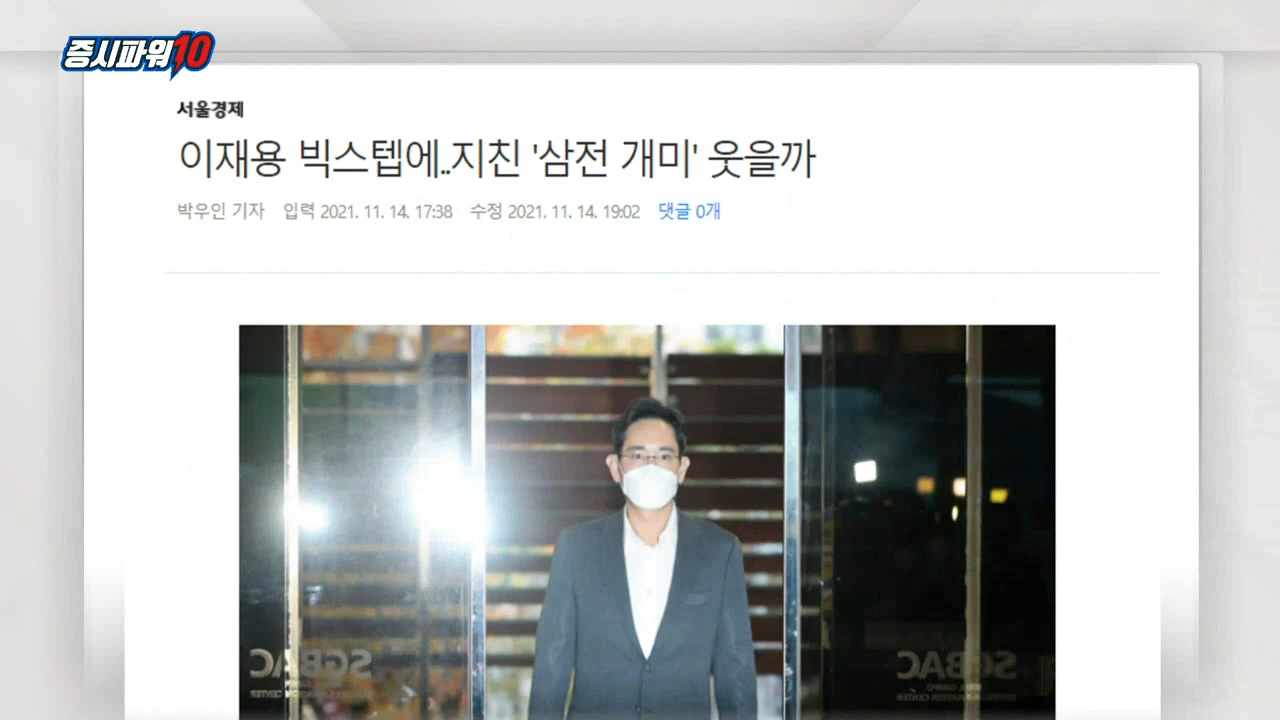 증시파워10
서울경제
이재용 빅스텝에..지친 '삼전 개미' 웃을까
박우인 기자 입력 2021. 11. 14. 17:38 수정 2021. 11. 14. 19:02 댓글 0개
SGBAC SGBAC